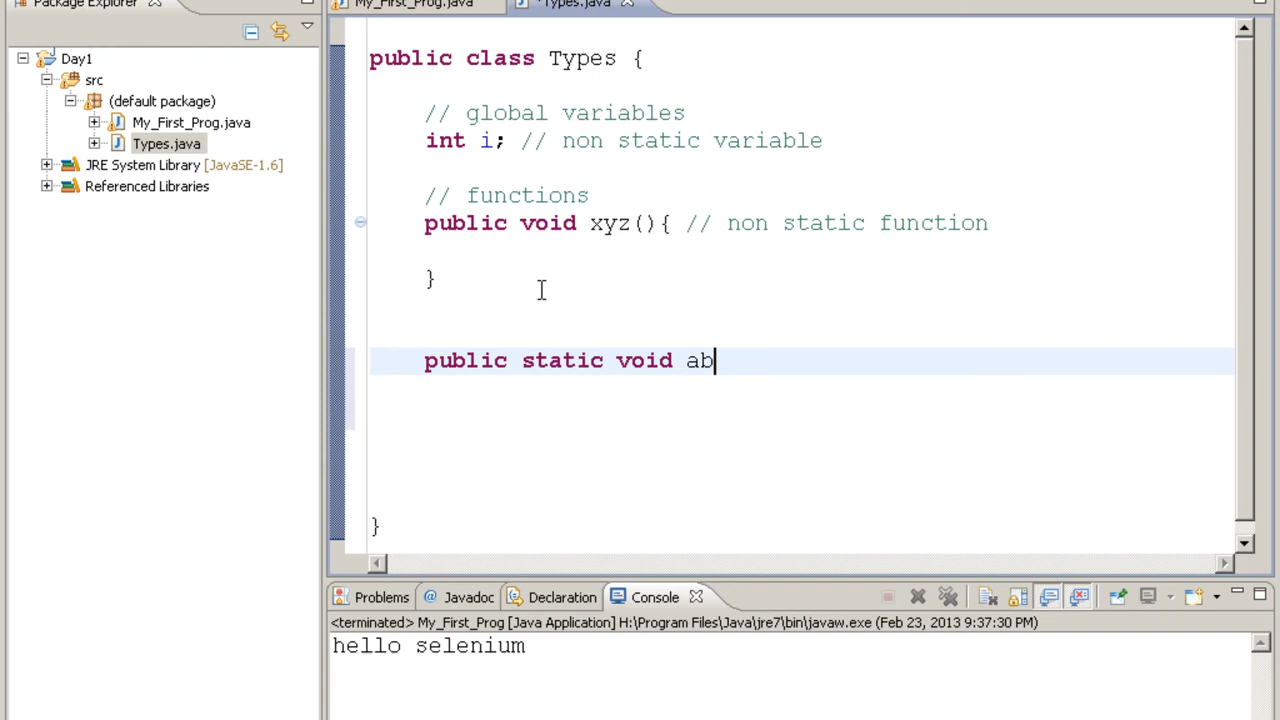 Package Explorer
My_First_Prog.java
*Types.java
Day1
src
(default package)
My_First_Prog.java
Types.java
JRE System Library [JavaSE-1.6]
Referenced Libraries
public class Types {
// global variables
int i; // non static variable
// functions
public void xyz(){ // non static function
}
public static void ab
}
Problems @ Javadoc Declaration Console
<terminated> My_First_Prog [Java Application] H:\Program Files\Java\jre7\bin\javaw.exe (Feb 23, 2013 9:37:30 PM)
hello selenium